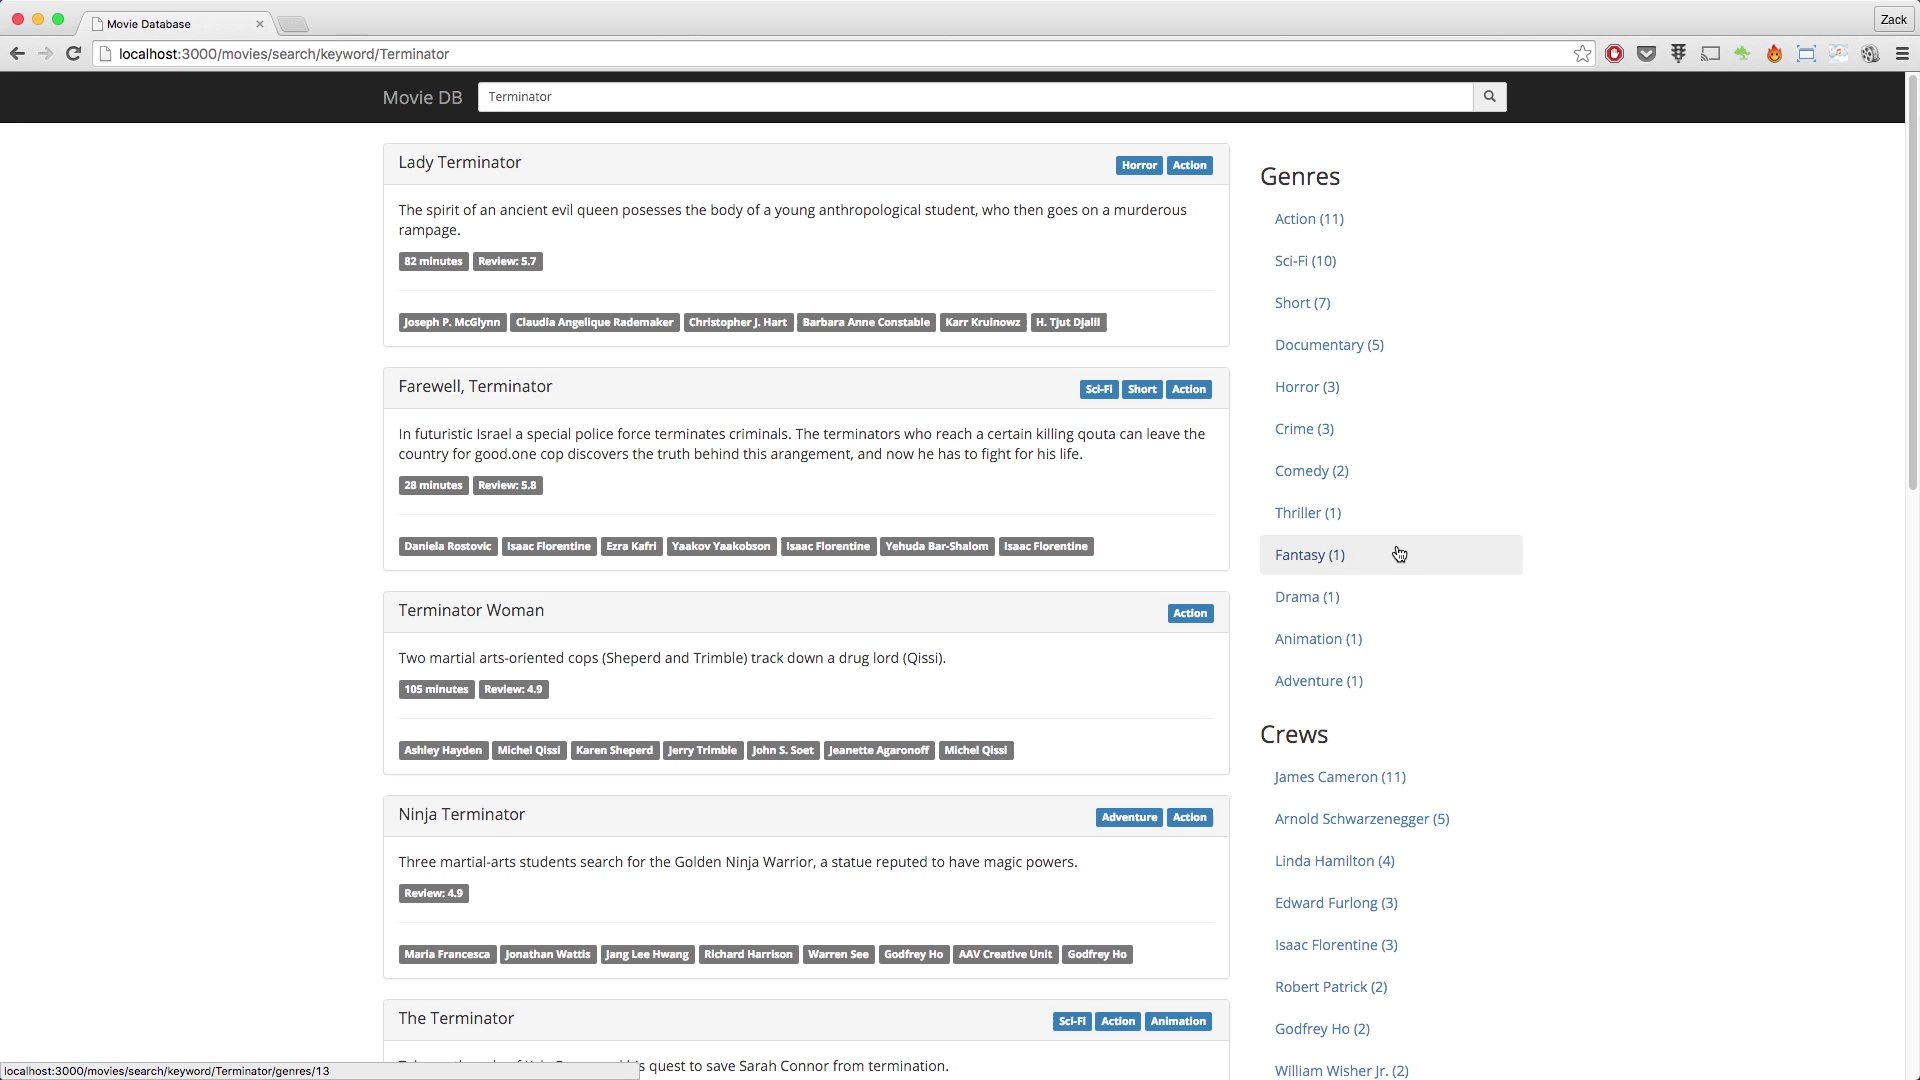 Movie Database
Zack
localhost:3000/movies/search/keyword/Terminator
Movie DB
Terminator
Lady Terminator
Horror Action
The spirit of an ancient evil queen posesses the body of a young anthropological student, who then goes on a murderous
rampage.
82 minutes Review: 5.7
Joseph P. McGlynn Claudia Angelique Rademaker Christopher J. Hart Barbara Anne Constable Karr Kruinowz H. Tjut Djalil
Farewell, Terminator
Sci-Fi Short Action
In futuristic Israel a special police force terminates criminals. The terminators who reach a certain killing qouta can leave the
country for good.one cop discovers the truth behind this arangement, and now he has to fight for his life.
28 minutes Review: 5.8
Daniela Rostovic Isaac Florentine Ezra Kafri Yaakov Yaakobson Isaac Florentine Yehuda Bar-Shalom Isaac Florentine
Terminator Woman
Action
Two martial arts-oriented cops (Sheperd and Trimble) track down a drug lord (Qissi).
105 minutes Review: 4.9
Ashley Hayden Michel Qissi Karen Sheperd Jerry Trimble John S. Soet Jeanette Agaronoff Michel Qissi
Ninja Terminator
Adventure Action
Three martial-arts students search for the Golden Ninja Warrior, a statue reputed to have magic powers.
Review: 4.9
Maria Francesca Jonathan Wattis Jang Lee Hwang Richard Harrison Warren See Godfrey Ho AAV Creative Unit Godfrey Ho
The Terminator
Sci-Fi Action Animation
quest to save Sarah Connor from termination.
Genres
Action (11)
Sci-Fi (10)
Short (7)
Documentary (5)
Horror (3)
Crime (3)
Comedy (2)
Thriller (1)
Fantasy (1)
Drama (1)
Animation (1)
Adventure (1)
Crews
James Cameron (11)
Arnold Schwarzenegger (5)
Linda Hamilton (4)
Edward Furlong (3)
Isaac Florentine (3)
Robert Patrick (2)
Godfrey Ho (2)
William Wisher Jr. (2)
localhost:3000/movies/search/keyword/Terminator/genres/13